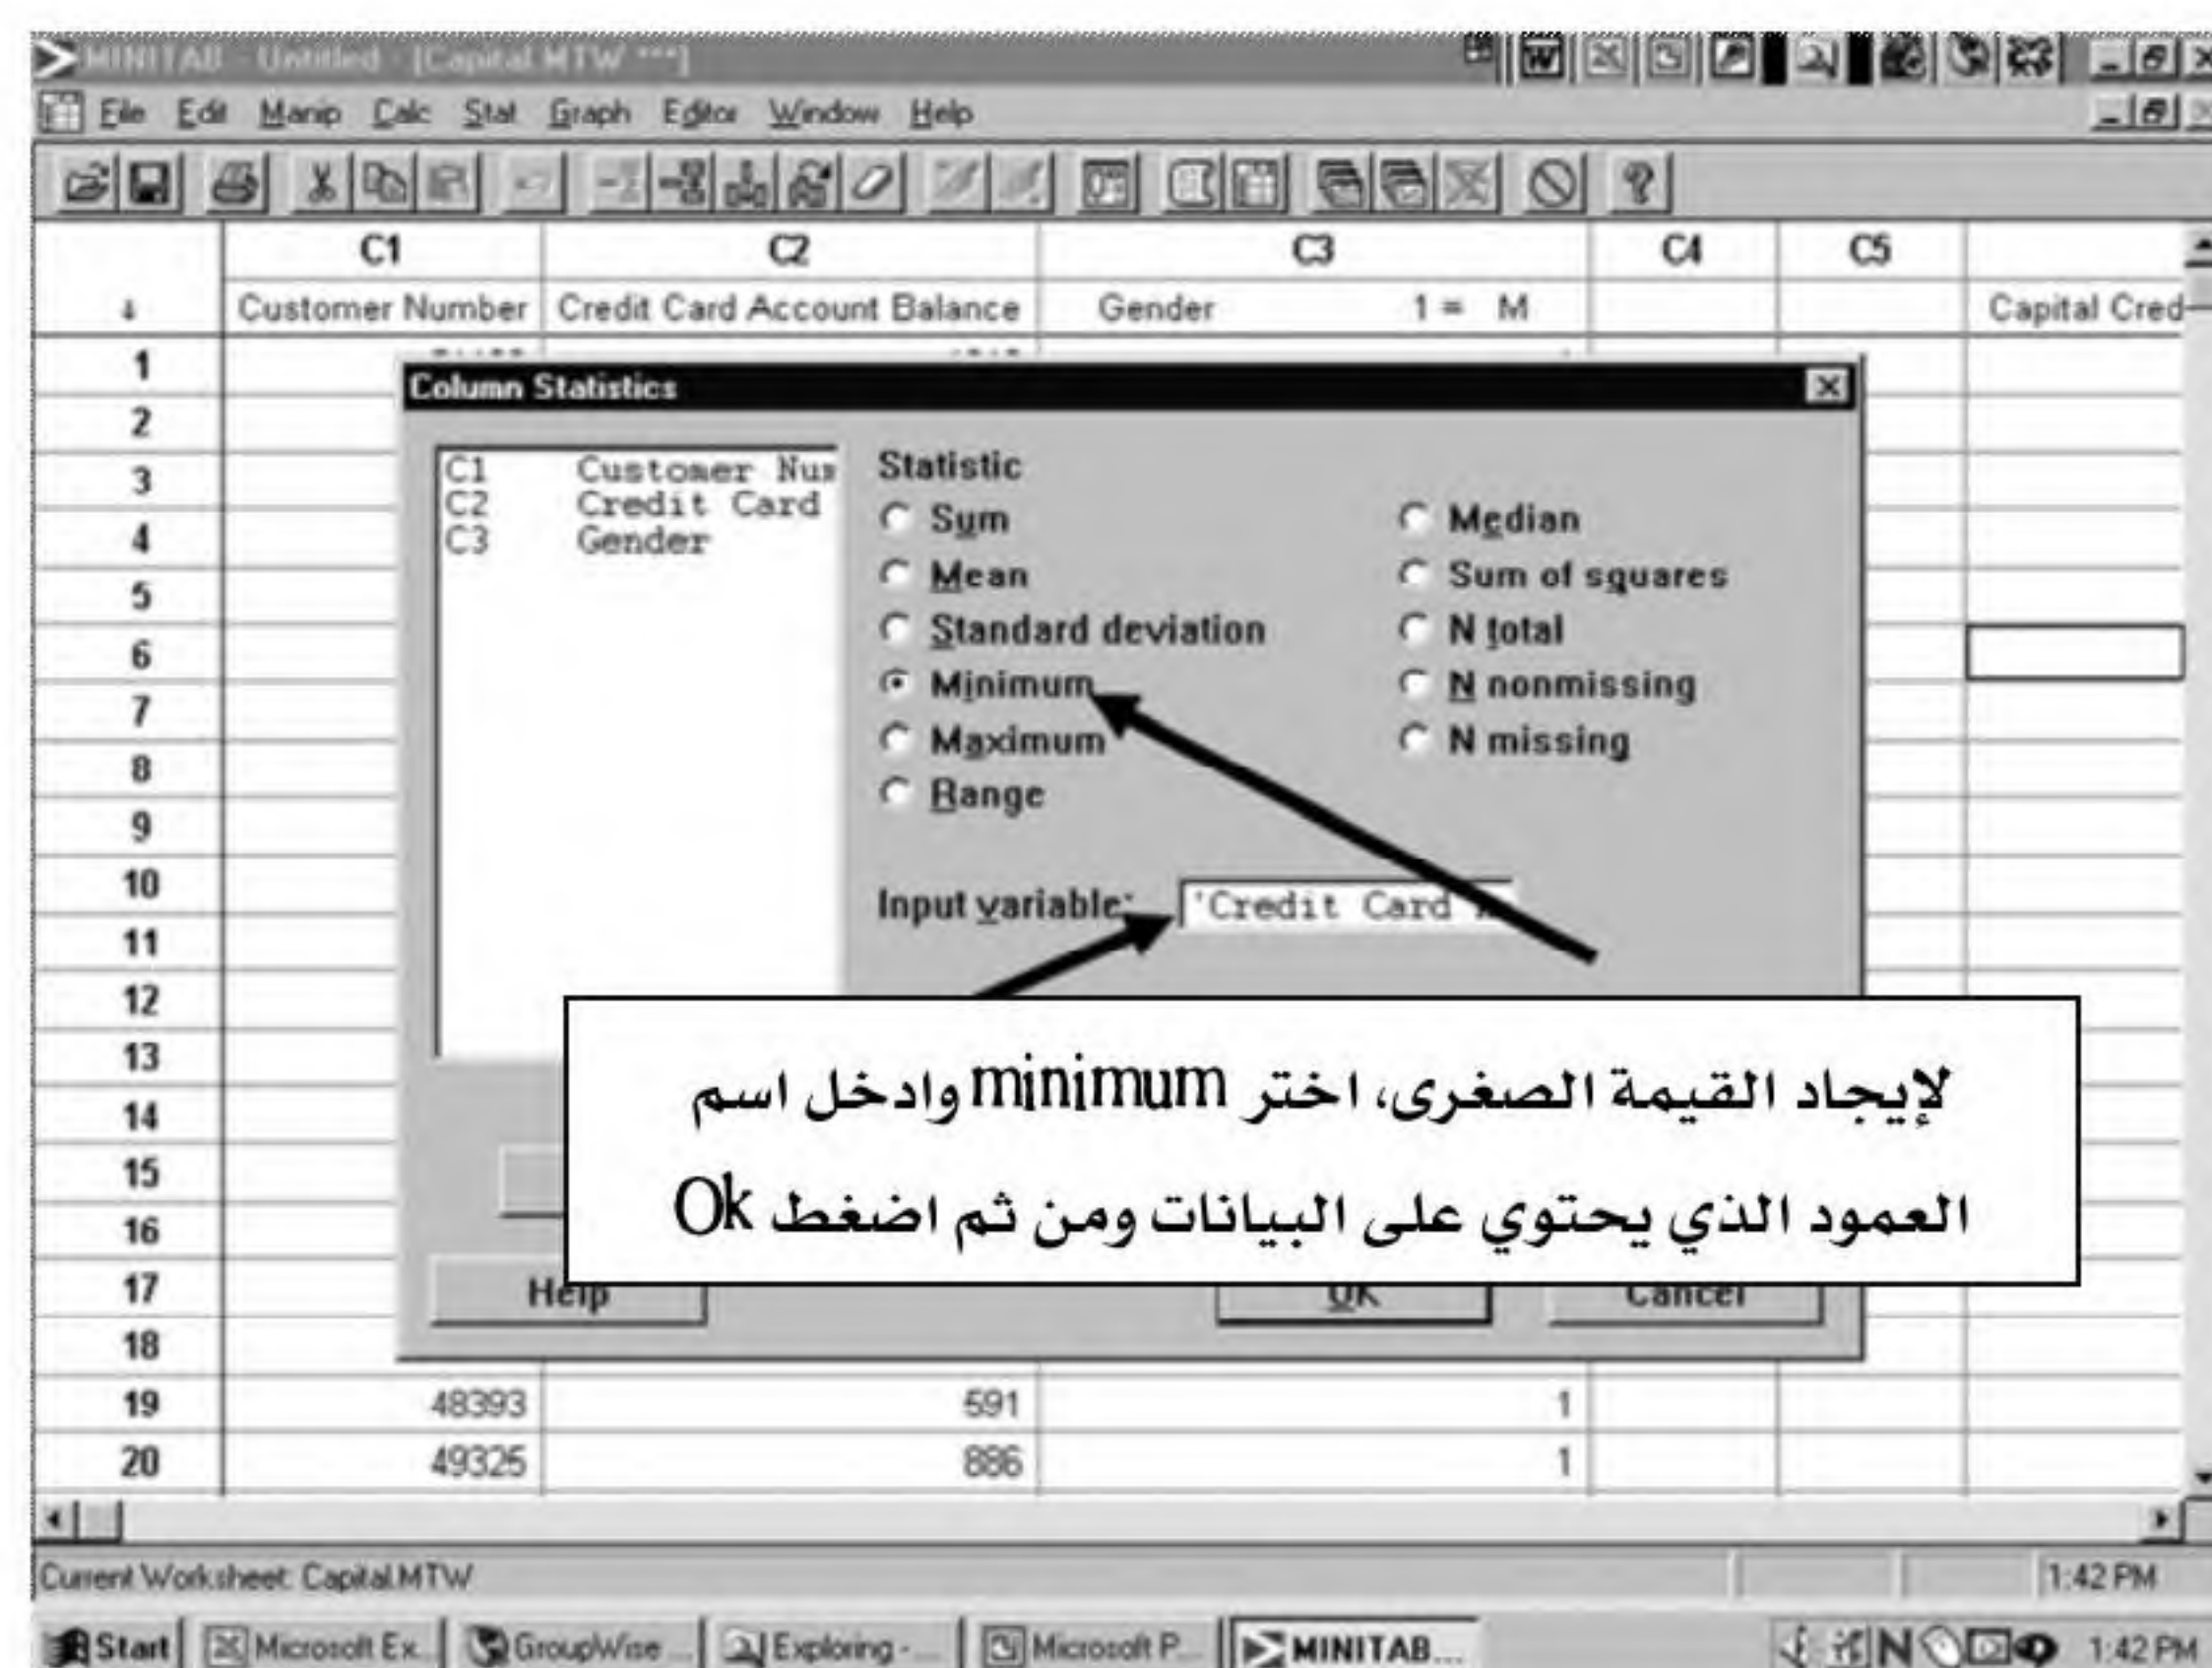 MINITAB - Untitled - [Capital.MTW ***]
File Edit Manip Calc Stat Graph Editor Window Help
C1 C2 C3 C4 C5
Customer Number Credit Card Account Balance Gender 1 = M Capital Cred
1
2
3
4
5
6
7
8
9
10
11
12
13
14
15
16
17
18
19 48393 591 1
20 49325 886 1
Column Statistics
C1 Customer Num
C2 Credit Card
C3 Gender
Statistic
Sum
Mean
Standard deviation
Minimum
Maximum
Range
Median
Sum of squares
N total
N nonmissing
N missing
Input variable: 'Credit Card
لإيجاد القيمة الصغرى، اختر minimum وادخل اسم
العمود الذي يحتوي على البيانات ومن ثم اضغط Ok
Help OK Cancel
Current Worksheet: Capital.MTW 1:42 PM
Start Microsoft Ex... GroupWise ... Exploring - ... Microsoft P... MINITAB... 1:42 PM